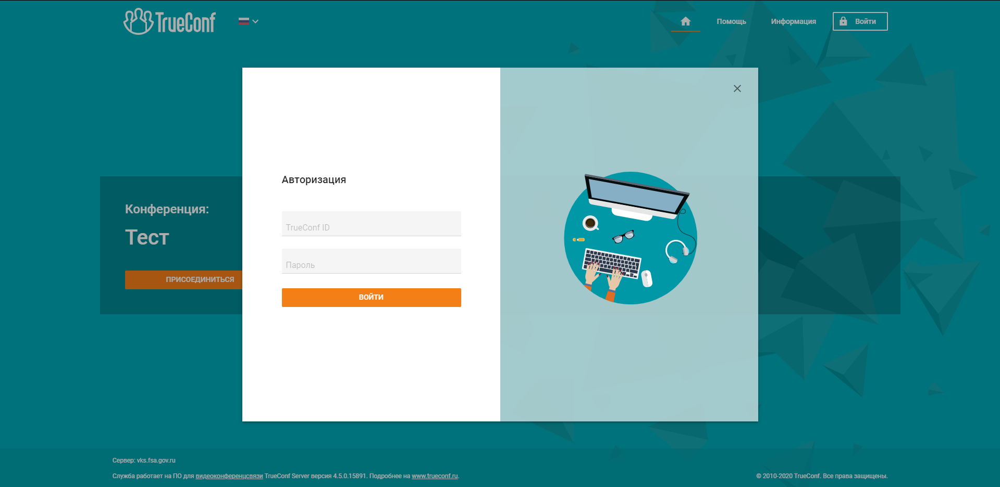 TrueConf
Помощь
Информация
Войти
Авторизация
TrueConf ID
Пароль
ВОЙТИ
Конференция:
Тест
ПРИСОЕДИНИТЬСЯ
Сервер: vks.fsa.gov.ru
Служба работает на ПО для видеоконференцсвязи TrueConf Server версия 4.5.0.15891. Подробнее на www.trueconf.ru.
© 2010-2020 TrueConf. Все права защищены.